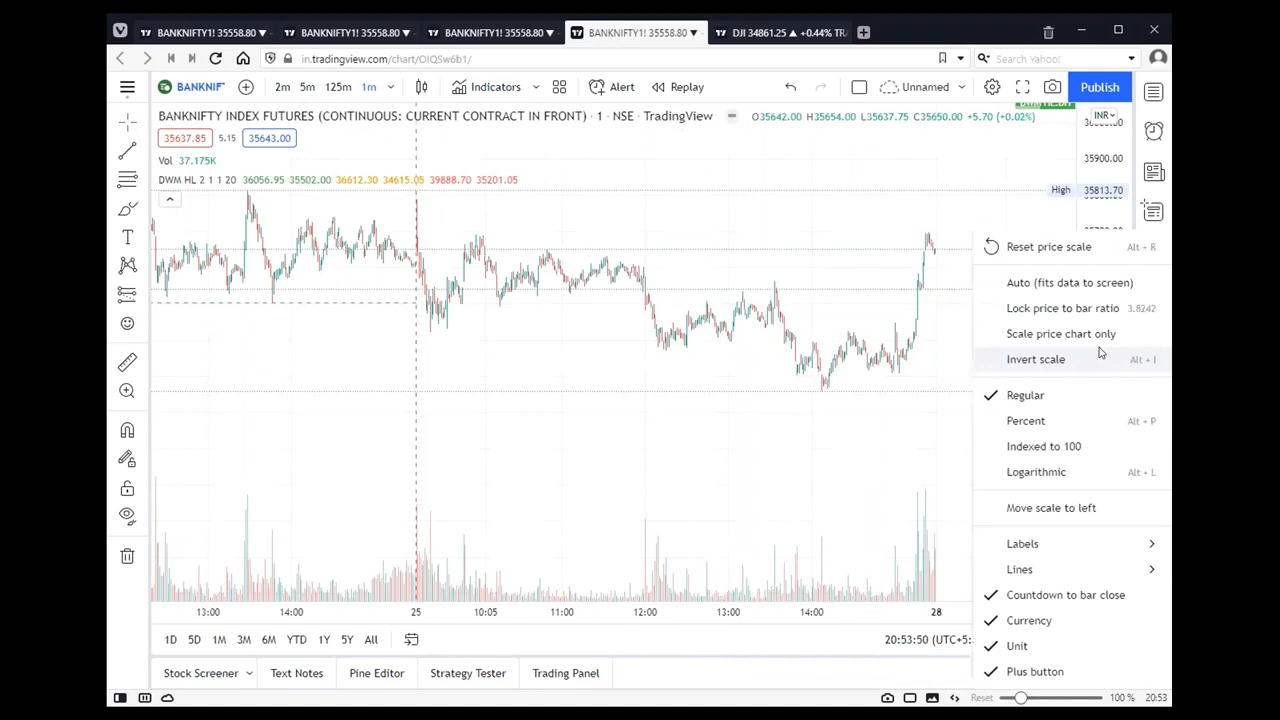 BANKNIFTY1! 35558.80 ▼
BANKNIFTY1! 35558.80 ▼
BANKNIFTY1! 35558.80 ▼
BANKNIFTY1! 35558.80 ▼
DJI 34861.25 ▲ +0.44% TR
in.tradingview.com/chart/OIQSw6b1/
Search Yahoo!
BANKNIF
2m 5m 125m 1m
Indicators
Alert
Replay
Unnamed
Publish
BANKNIFTY INDEX FUTURES (CONTINUOUS: CURRENT CONTRACT IN FRONT) · 1 · NSE · TradingView
O35642.00 H35654.00 L35637.75 C35650.00 +5.70 (+0.02%)
INR
35637.85 5.15 35643.00
Vol 37.175K
35900.00
DWM HL 2 1 1 20 36056.95 35502.00 36612.30 34615.05 39888.70 35201.05
High 35813.70
Reset price scale Alt + R
Auto (fits data to screen)
Lock price to bar ratio 3.8242
Scale price chart only
Invert scale Alt + I
Regular
Percent Alt + P
Indexed to 100
Logarithmic Alt + L
Move scale to left
Labels
Lines
Countdown to bar close
Currency
Unit
Plus button
13:00 14:00 25 10:05 11:00 12:00 13:00 14:00 28
1D 5D 1M 3M 6M YTD 1Y 5Y All
20:53:50 (UTC+5:
Stock Screener Text Notes Pine Editor Strategy Tester Trading Panel
Reset 100 % 20:53